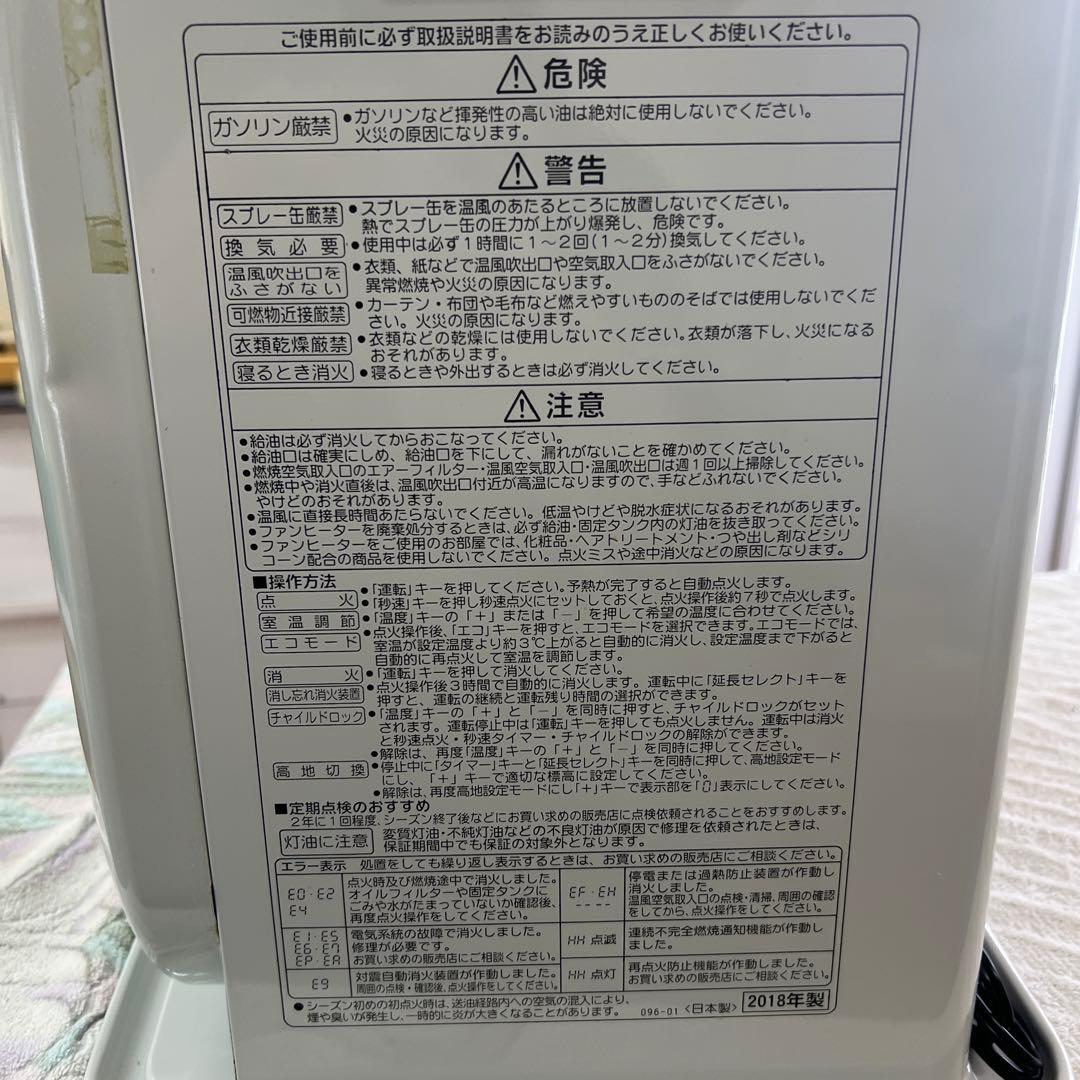 ご使用前に必ず取扱説明書をお読みのうえ正しくお使いください。
⚠危険
ガソリン厳禁 ●ガソリンなど揮発性の高い油は絶対に使用しないでください。
火災の原因になります。
⚠警告
スプレー缶厳禁 ●スプレー缶を温風のあたるところに放置しないでください。
熱でスプレー缶の圧力が上がり爆発し、危険です。
換気必要 ●使用中は必ず1時間に1～2回(1～2分)換気してください。
温風吹出口を
ふさがない
●衣類、紙などで温風吹出口や空気取入口をふさがないでください。
異常燃焼や火災の原因になります。
可燃物近接厳禁 ●カーテン・布団や毛布など燃えやすいもののそばでは使用しないでくだ
さい。火災の原因になります。
衣類乾燥厳禁 ●衣類などの乾燥には使用しないでください。衣類が落下し、火災になる
おそれがあります。
寝るとき消火 ●寝るときや外出するときは必ず消火してください。
⚠注意
●給油は必ず消火してからおこなってください。
●給油口は確実にしめ、給油口を下にして、漏れがないことを確かめてください。
●燃焼空気取入口のエアーフィルター・温風空気取入口・温風吹出口は週1回以上掃除してください。
●燃焼中や消火直後は、温風吹出口付近が高温になりますので、手などふれないでください。
やけどのおそれがあります。
●温風に直接長時間あたらないでください。低温やけどや脱水症状になるおそれがあります。
●ファンヒーターを廃棄処分するときは、必ず給油・固定タンク内の灯油を抜き取ってください。
●ファンヒーターをご使用のお部屋では、化粧品・ヘアトリートメント・つや出し剤などシリ
コーン配合の商品を使用しないでください。点火ミスや途中消火などの原因になります。
■操作方法
点火 ●「運転」キーを押してください。予熱が完了すると自動点火します。
●「秒速」キーを押し秒速点火にセットしておくと、点火操作後約7秒で点火します。
室温調節 ●「温度」キーの「＋」または「－」を押して希望の温度に合わせてください。
エコモード ●点火操作後、「エコ」キーを押すと、エコモードを選択できます。エコモードでは、
室温が設定温度より約3℃上がると自動的に消火し、設定温度まで下がると
自動的に再点火して室温を調節します。
消火 ●「運転」キーを押して消火してください。
消し忘れ消火装置 ●点火操作後3時間で自動的に消火します。運転中に「延長セレクト」キーを
押すと、運転の継続と運転残り時間の選択ができます。
チャイルドロック ●「温度」キーの「＋」と「－」を同時に押すと、チャイルドロックがセット
されます。運転停止中は「運転」キーを押しても点火しません。運転中は消火
と秒速点火・秒速タイマー・チャイルドロックの解除ができます。
●解除は、再度「温度」キーの「＋」と「－」を同時に押してください。
高地切換 ●停止中に「タイマー」キーと「延長セレクト」キーを同時に押して、高地設定モード
にし、「＋」キーで適切な標高に設定してください。
●解除は、再度高地設定モードにし「＋」キーで表示部を「0」表示にしてください。
■定期点検のおすすめ
2年に1回程度、シーズン終了後などにお買い求めの販売店に点検依頼されることをおすすめします。
灯油に注意 変質灯油・不純灯油などの不良灯油が原因で修理を依頼されたときは、
保証期間中でも保証の対象外となります。
エラー表示 処置をしても繰り返し表示するときは、お買い求めの販売店にご相談ください。
E0・E2
E4
点火時及び燃焼途中で消火しました。
オイルフィルターや固定タンクに
ごみや水がたまっていないか確認後、
再度点火操作をしてください。
EF・EH
----
停電または過熱防止装置が作動し
消火しました。
温風空気取入口の点検・清掃、周囲の確認
をしてから、点火操作をしてください。
E1・E5
E6・E7
EP・EA
電気系統の故障で消火しました。
修理が必要です。
お買い求めの販売店にご相談ください。
HH 点滅
連続不完全燃焼通知機能が作動し
ました。
E9
対震自動消火装置が作動しました。
周囲の点検・確認後、点火操作をしてください。
HH 点灯
再点火防止機能が作動しました。
お買い求めの販売店にご相談ください。
●シーズン初めの初点火時は、送油経路内への空気の混入により、
煙や臭いが発生し、一時的に炎が大きくなることがあります。
096-01 〈日本製〉 2018年製